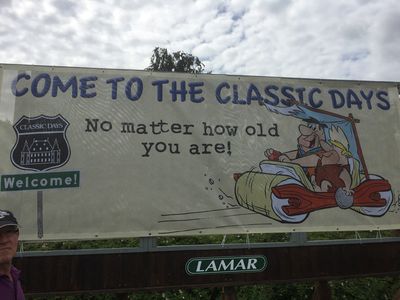 COME TO THE CLASSIC DAYS
No matter how old
you are!
CLASSIC DAYS
Welcome!
LAMAR